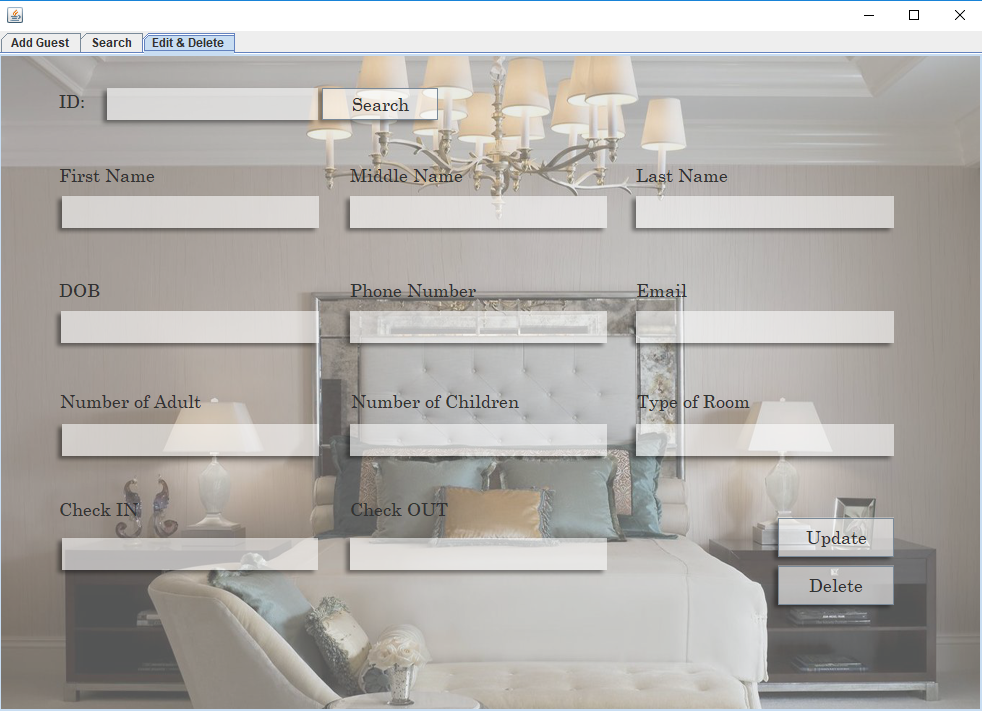 Add Guest Search Edit & Delete
ID: Search
First Name Middle Name Last Name
DOB Phone Number Email
Number of Adult Number of Children Type of Room
Check IN Check OUT
Update
Delete